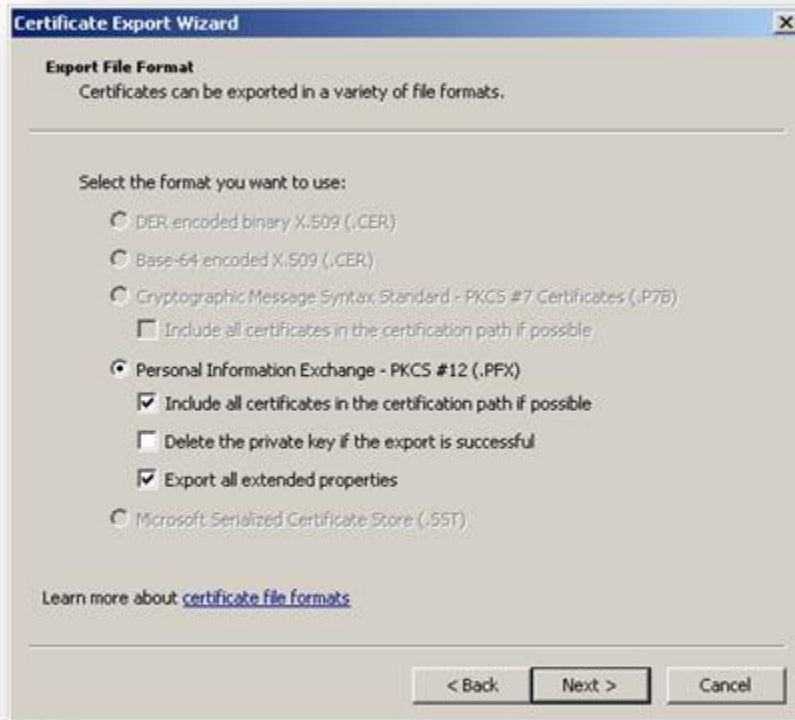 Certificate Export Wizard
Export File Format
Certificates can be exported in a variety of file formats.
Select the format you want to use:
DER encoded binary X.509 (.CER)
Base-64 encoded X.509 (.CER)
Cryptographic Message Syntax Standard - PKCS #7 Certificates (.P7B)
Include all certificates in the certification path if possible
Personal Information Exchange - PKCS #12 (.PFX)
Include all certificates in the certification path if possible
Delete the private key if the export is successful
Export all extended properties
Microsoft Serialized Certificate Store (.SST)
Learn more about certificate file formats
< Back Next > Cancel